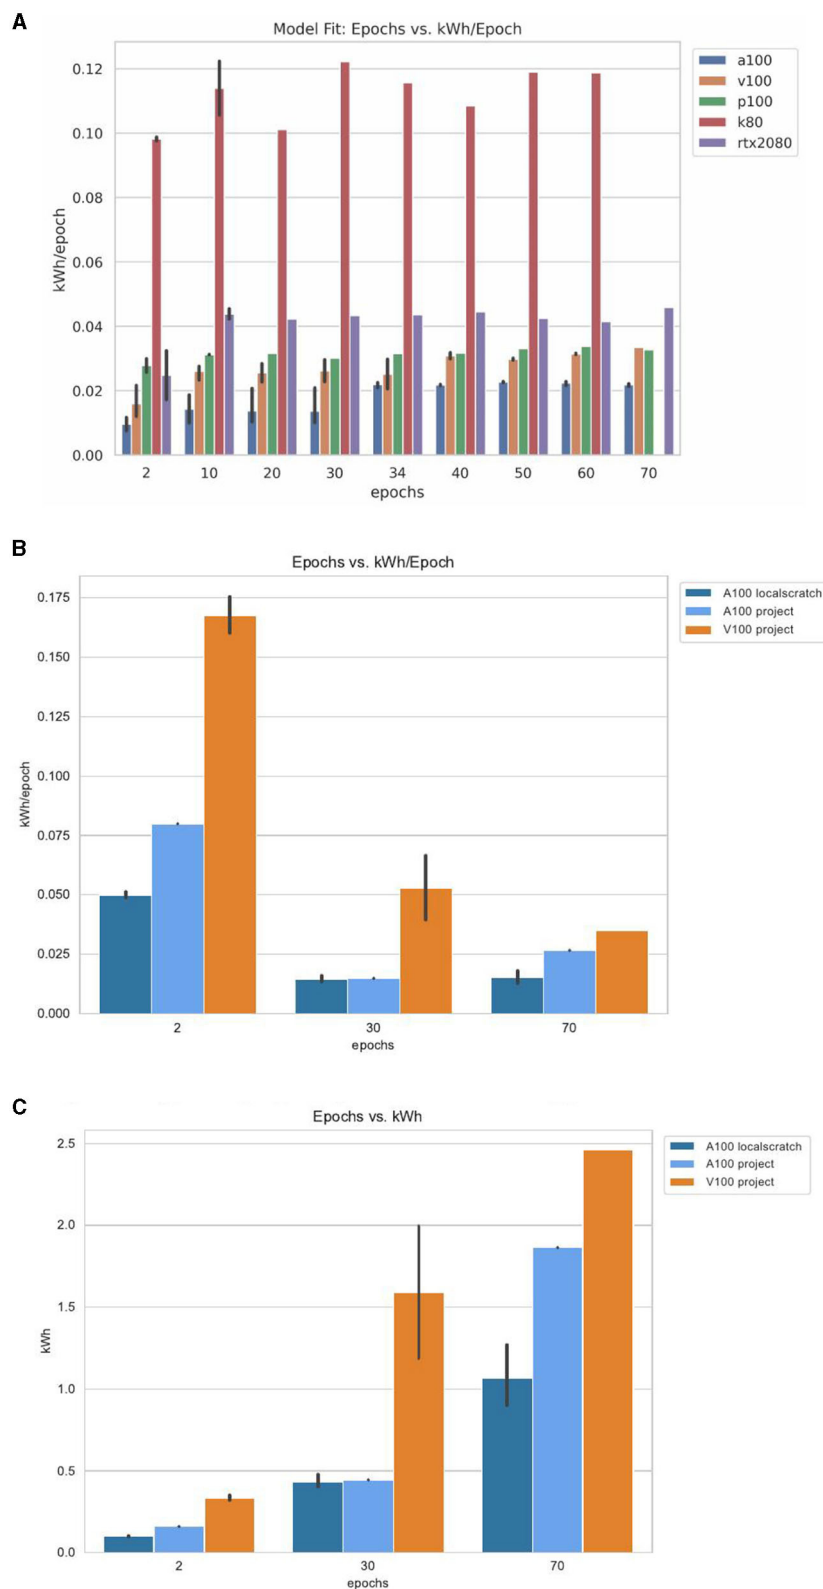 A
Model Fit: Epochs vs. kWh/Epoch
a100
v100
p100
k80
rtx2080
0.12
0.10
0.08
0.06
0.04
0.02
0.00
kWh/epoch
2 10 20 30 34 40 50 60 70
epochs
B
Epochs vs. kWh/Epoch
A100 localscratch
A100 project
V100 project
0.175
0.150
0.125
0.100
0.075
0.050
0.025
0.000
kWh/epoch
2 30 70
epochs
C
Epochs vs. kWh
A100 localscratch
A100 project
V100 project
2.5
2.0
1.5
1.0
0.5
0.0
kWh
2 30 70
epochs